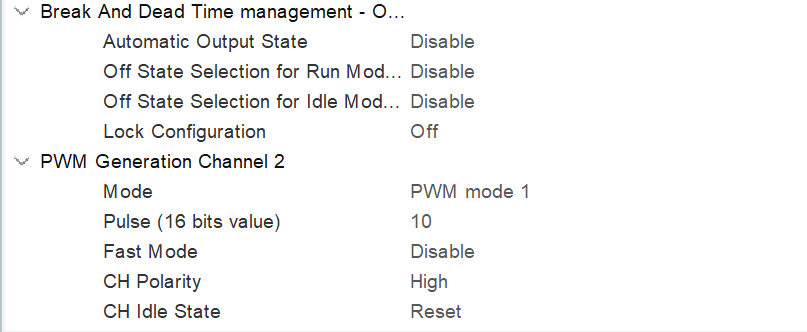 Break And Dead Time management - O...
Automatic Output State Disable
Off State Selection for Run Mod... Disable
Off State Selection for Idle Mod... Disable
Lock Configuration Off
PWM Generation Channel 2
Mode PWM mode 1
Pulse (16 bits value) 10
Fast Mode Disable
CH Polarity High
CH Idle State Reset